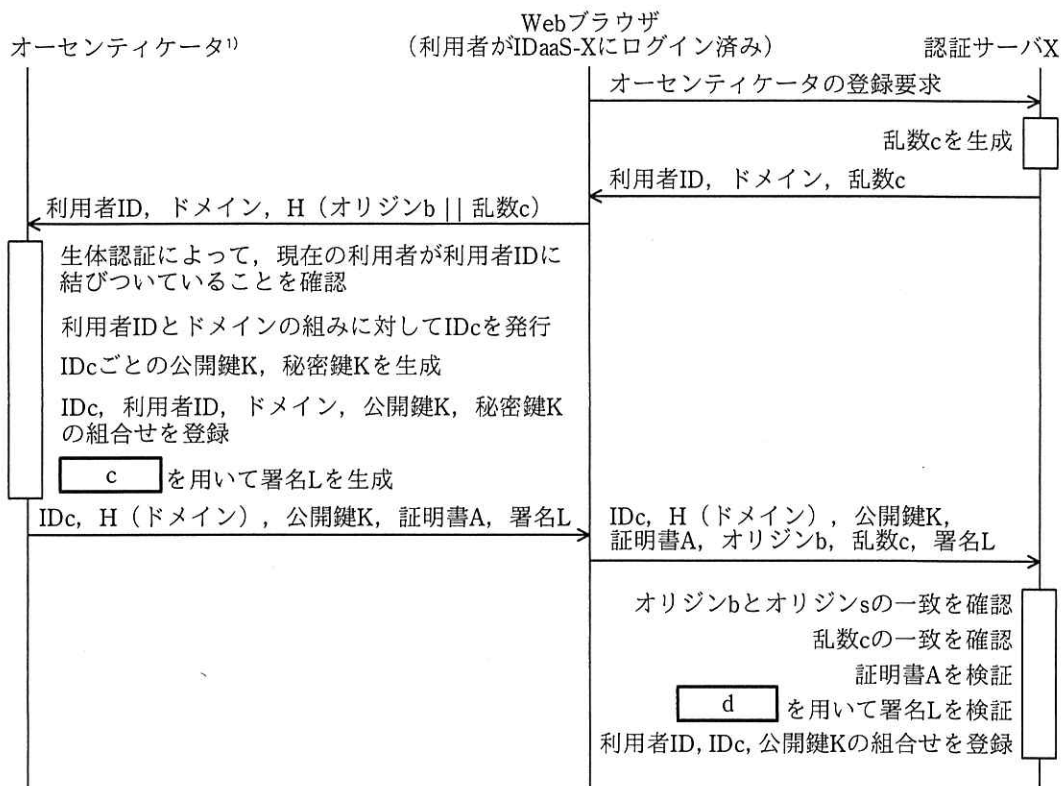 Webブラウザ
オーセンティケータ1)
(利用者がIDaaS-Xにログイン済み)
認証サーバX
オーセンティケータの登録要求
乱数cを生成
利用者ID,ドメイン,乱数c
利用者ID,ドメイン,H(オリジンb || 乱数c)
生体認証によって,現在の利用者が利用者IDに
結びついていることを確認
利用者IDとドメインの組みに対してIDcを発行
IDcごとの公開鍵K,秘密鍵Kを生成
IDc,利用者ID,ドメイン,公開鍵K,秘密鍵K
の組合せを登録
c を用いて署名Lを生成
IDc,H(ドメイン),公開鍵K,証明書A,署名L
IDc,H(ドメイン),公開鍵K,
証明書A,オリジンb,乱数c,署名L
オリジンbとオリジンsの一致を確認
乱数cの一致を確認
証明書Aを検証
d を用いて署名Lを検証
利用者ID, IDc, 公開鍵Kの組合せを登録